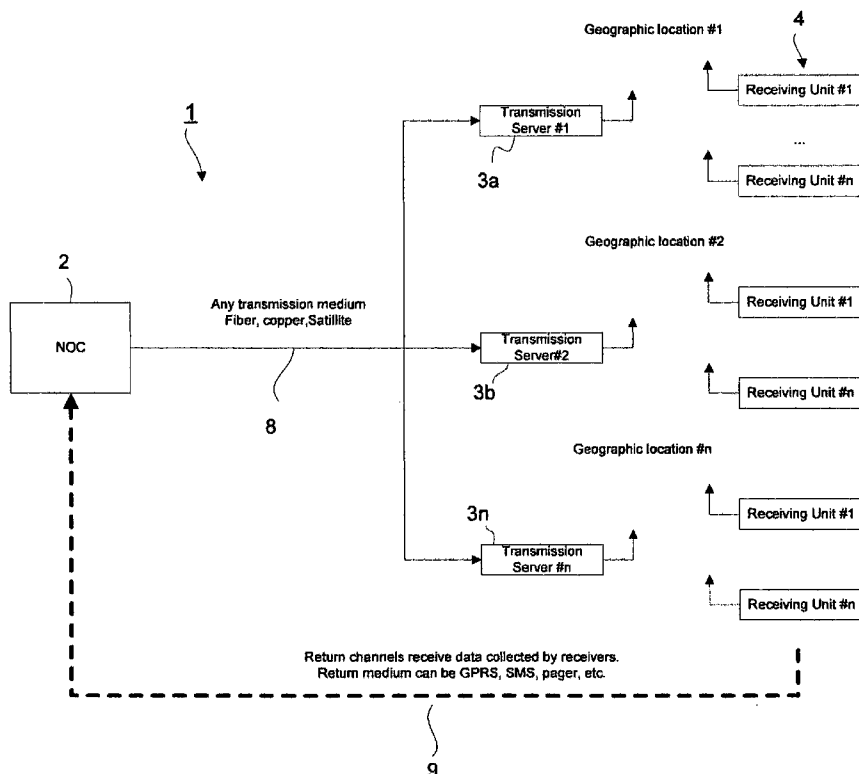 Geographic location #1
4
Receiving Unit #1
1
Transmission
Server #1
...
3a
Receiving Unit #n
Geographic location #2
2
Any transmission medium
Fiber, copper,Satillite
Receiving Unit #1
NOC
Transmission
Server#2
3b
Receiving Unit #n
8
Geographic location #n
3n
Receiving Unit #1
Transmission
Server #n
Receiving Unit #n
Return channels receive data collected by receivers.
Return medium can be GPRS, SMS, pager, etc.
9